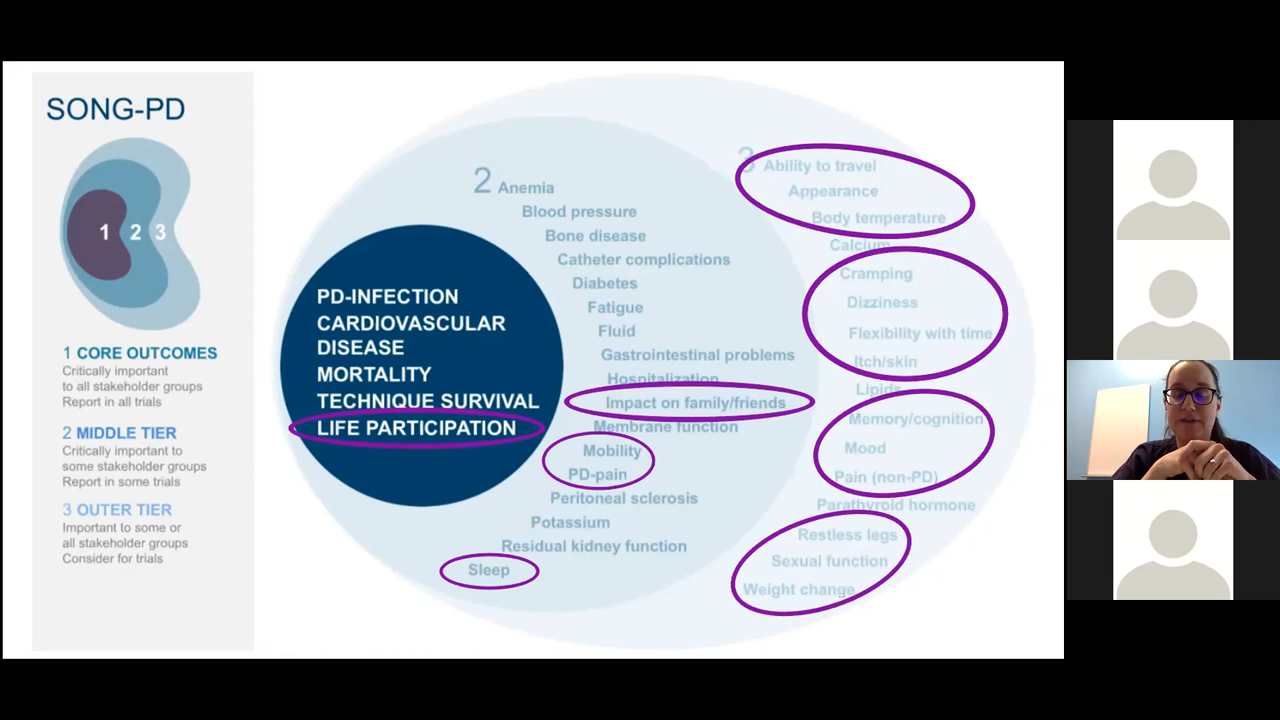 SONG-PD
1 2 3
1 CORE OUTCOMES
Critically important
to all stakeholder groups
Report in all trials
2 MIDDLE TIER
Critically important to
some stakeholder groups
Report in some trials
3 OUTER TIER
Important to some or
all stakeholder groups
Consider for trials
PD-INFECTION
CARDIOVASCULAR
DISEASE
MORTALITY
TECHNIQUE SURVIVAL
LIFE PARTICIPATION
2 Anemia
Blood pressure
Bone disease
Catheter complications
Diabetes
Fatigue
Fluid
Gastrointestinal problems
Hospitalization
Impact on family/friends
Membrane function
Mobility
PD-pain
Peritoneal sclerosis
Potassium
Residual kidney function
Sleep
3 Ability to travel
Appearance
Body temperature
Calcium
Cramping
Dizziness
Flexibility with time
Itch/skin
Lipids
Memory/cognition
Mood
Pain (non-PD)
Parathyroid hormone
Restless legs
Sexual function
Weight change